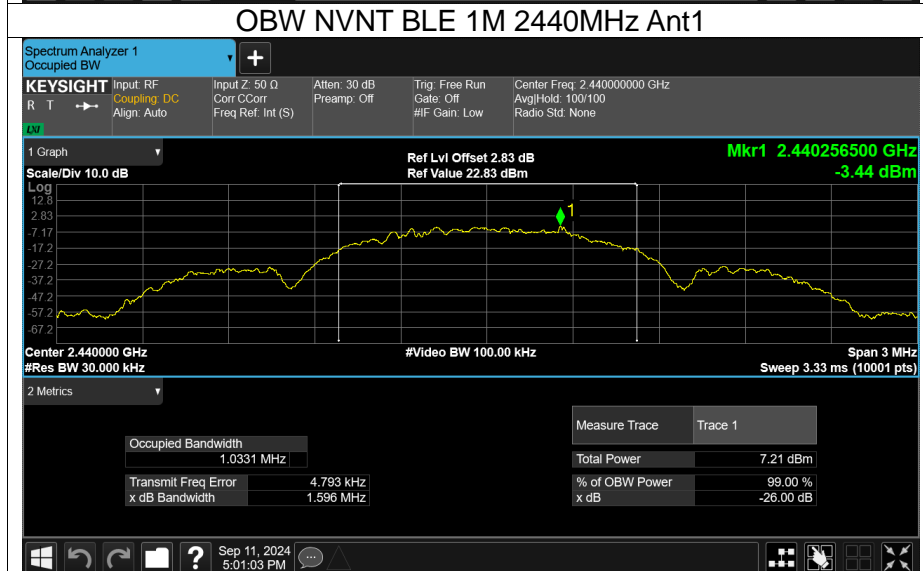 OBW NVNT BLE 1M 2440MHz Ant1
Spectrum Analyzer 1
Occupied BW
KEYSIGHT
R T
LXI
Input: RF
Coupling: DC
Align: Auto
Input Z: 50 Ω
Corr CCorr
Freq Ref: Int (S)
Atten: 30 dB
Preamp: Off
Trig: Free Run
Gate: Off
#IF Gain: Low
Center Freq: 2.440000000 GHz
Avg|Hold: 100/100
Radio Std: None
1 Graph
Scale/Div 10.0 dB
Ref Lvl Offset 2.83 dB
Ref Value 22.83 dBm
Mkr1 2.440256500 GHz
-3.44 dBm
Log
12.8
2.83
-7.17
-17.2
-27.2
-37.2
-47.2
-57.2
-67.2
1
Center 2.440000 GHz
#Res BW 30.000 kHz
#Video BW 100.00 kHz
Span 3 MHz
Sweep 3.33 ms (10001 pts)
2 Metrics
Occupied Bandwidth
1.0331 MHz
Transmit Freq Error 4.793 kHz
x dB Bandwidth 1.596 MHz
Measure Trace Trace 1
Total Power 7.21 dBm
% of OBW Power 99.00 %
x dB -26.00 dB
Sep 11, 2024
5:01:03 PM